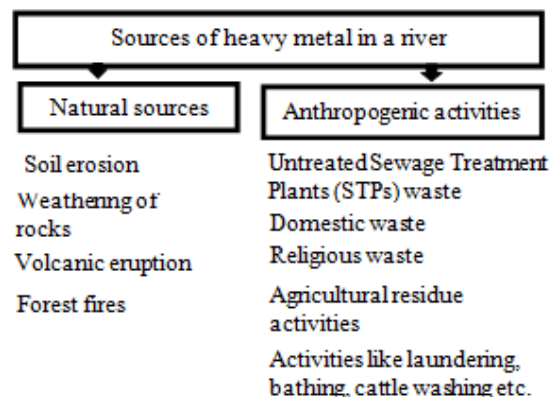 Sources of heavy metal in a river
Natural sources
Soil erosion
Weathering of
rocks
Volcanic eruption
Forest fires
Anthropogenic activities
Untreated Sewage Treatment
Plants (STPs) waste
Domestic waste
Religious waste
Agricultural residue
activities
Activities like laundering,
bathing, cattle washing etc.